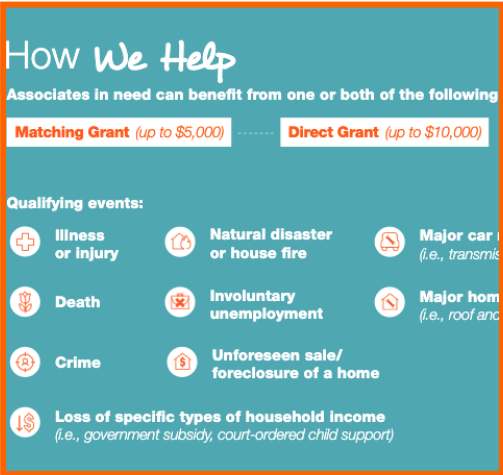 How We Help
Associates in need can benefit from one or both of the following
Matching Grant (up to $5,000) Direct Grant (up to $10,000)
Qualifying events:
Illness
or injury
Natural disaster
or house fire
Major car
(i.e., transmis
Death
Involuntary
unemployment
Major hom
(i.e., roof and
Crime
Unforeseen sale/
foreclosure of a home
Loss of specific types of household income
(i.e., government subsidy, court-ordered child support)